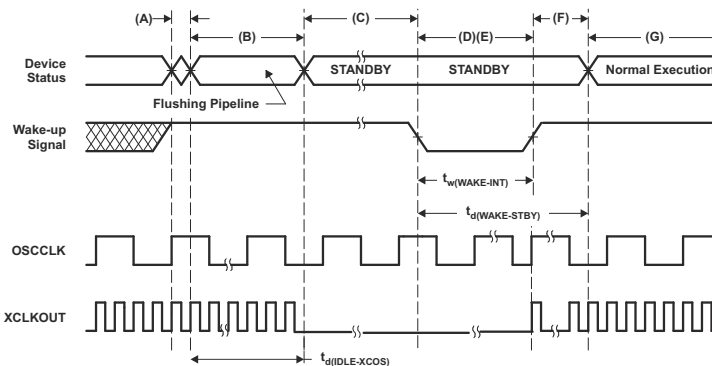 (A)
(B)
(C)
(D)(E)
(F)
(G)
Device
Status
STANDBY
STANDBY
Normal Execution
Flushing Pipeline
Wake-up
Signal
tw(WAKE-INT)
td(WAKE-STBY)
OSCCLK
XCLKOUT
td(IDLE-XCOS)